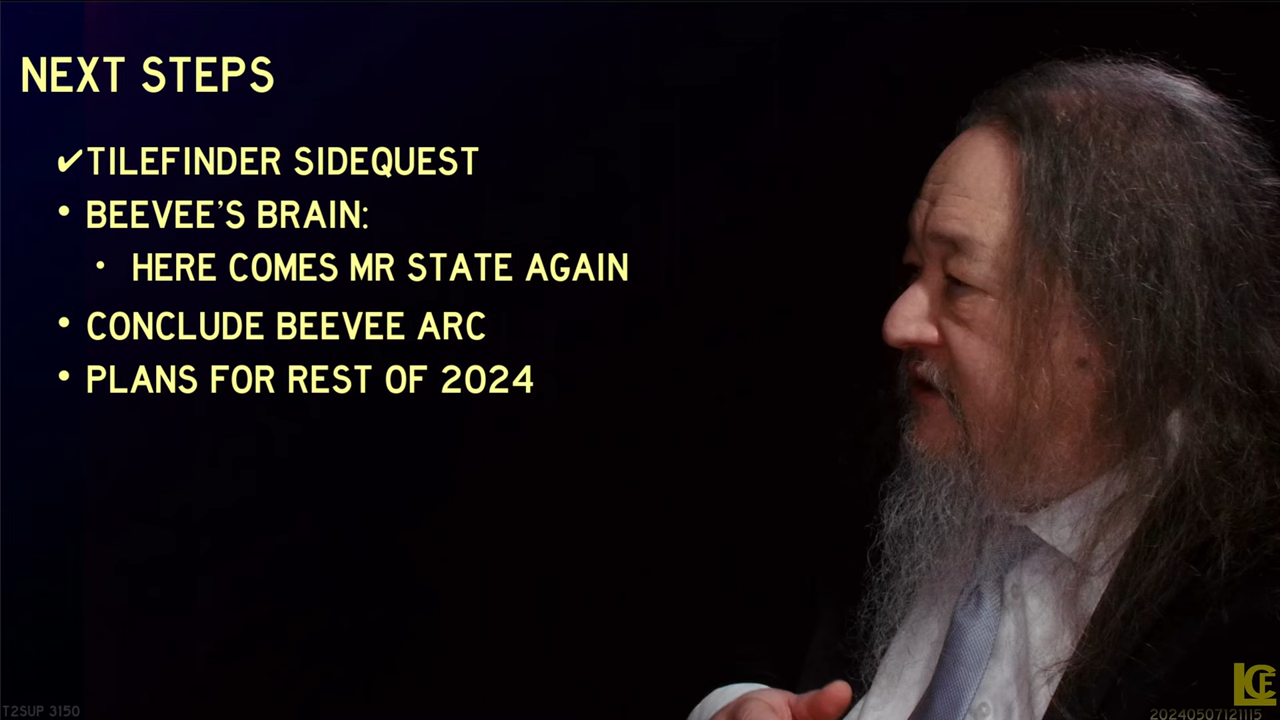 NEXT STEPS
✔TILEFINDER SIDEQUEST
• BEEVEE'S BRAIN:
• HERE COMES MR STATE AGAIN
• CONCLUDE BEEVEE ARC
• PLANS FOR REST OF 2024
T2SUP 3150
LCF
20240507121115